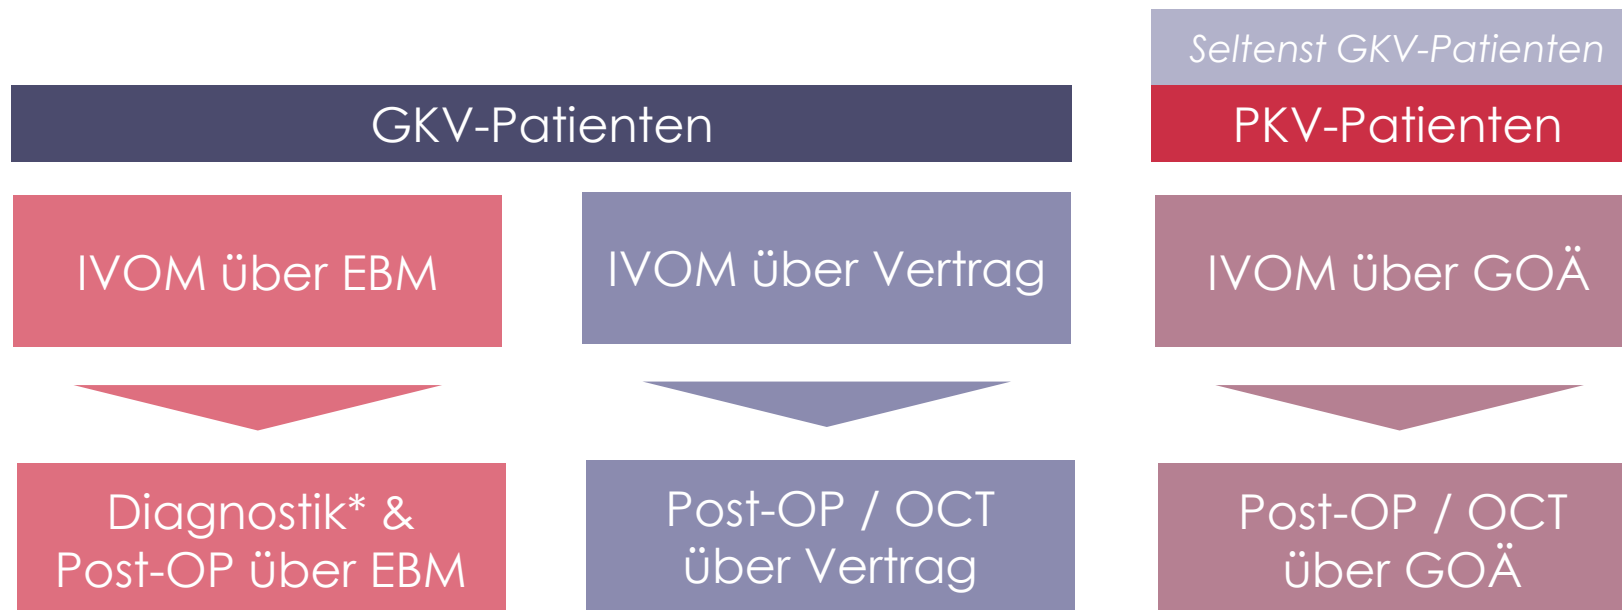 Seltenst GKV-Patienten
GKV-Patienten
PKV-Patienten
IVOM über EBM
IVOM über Vertrag
IVOM über GOÄ
Diagnostik* &
Post-OP über EBM
Post-OP / OCT
über Vertrag
Post-OP / OCT
über GOÄ